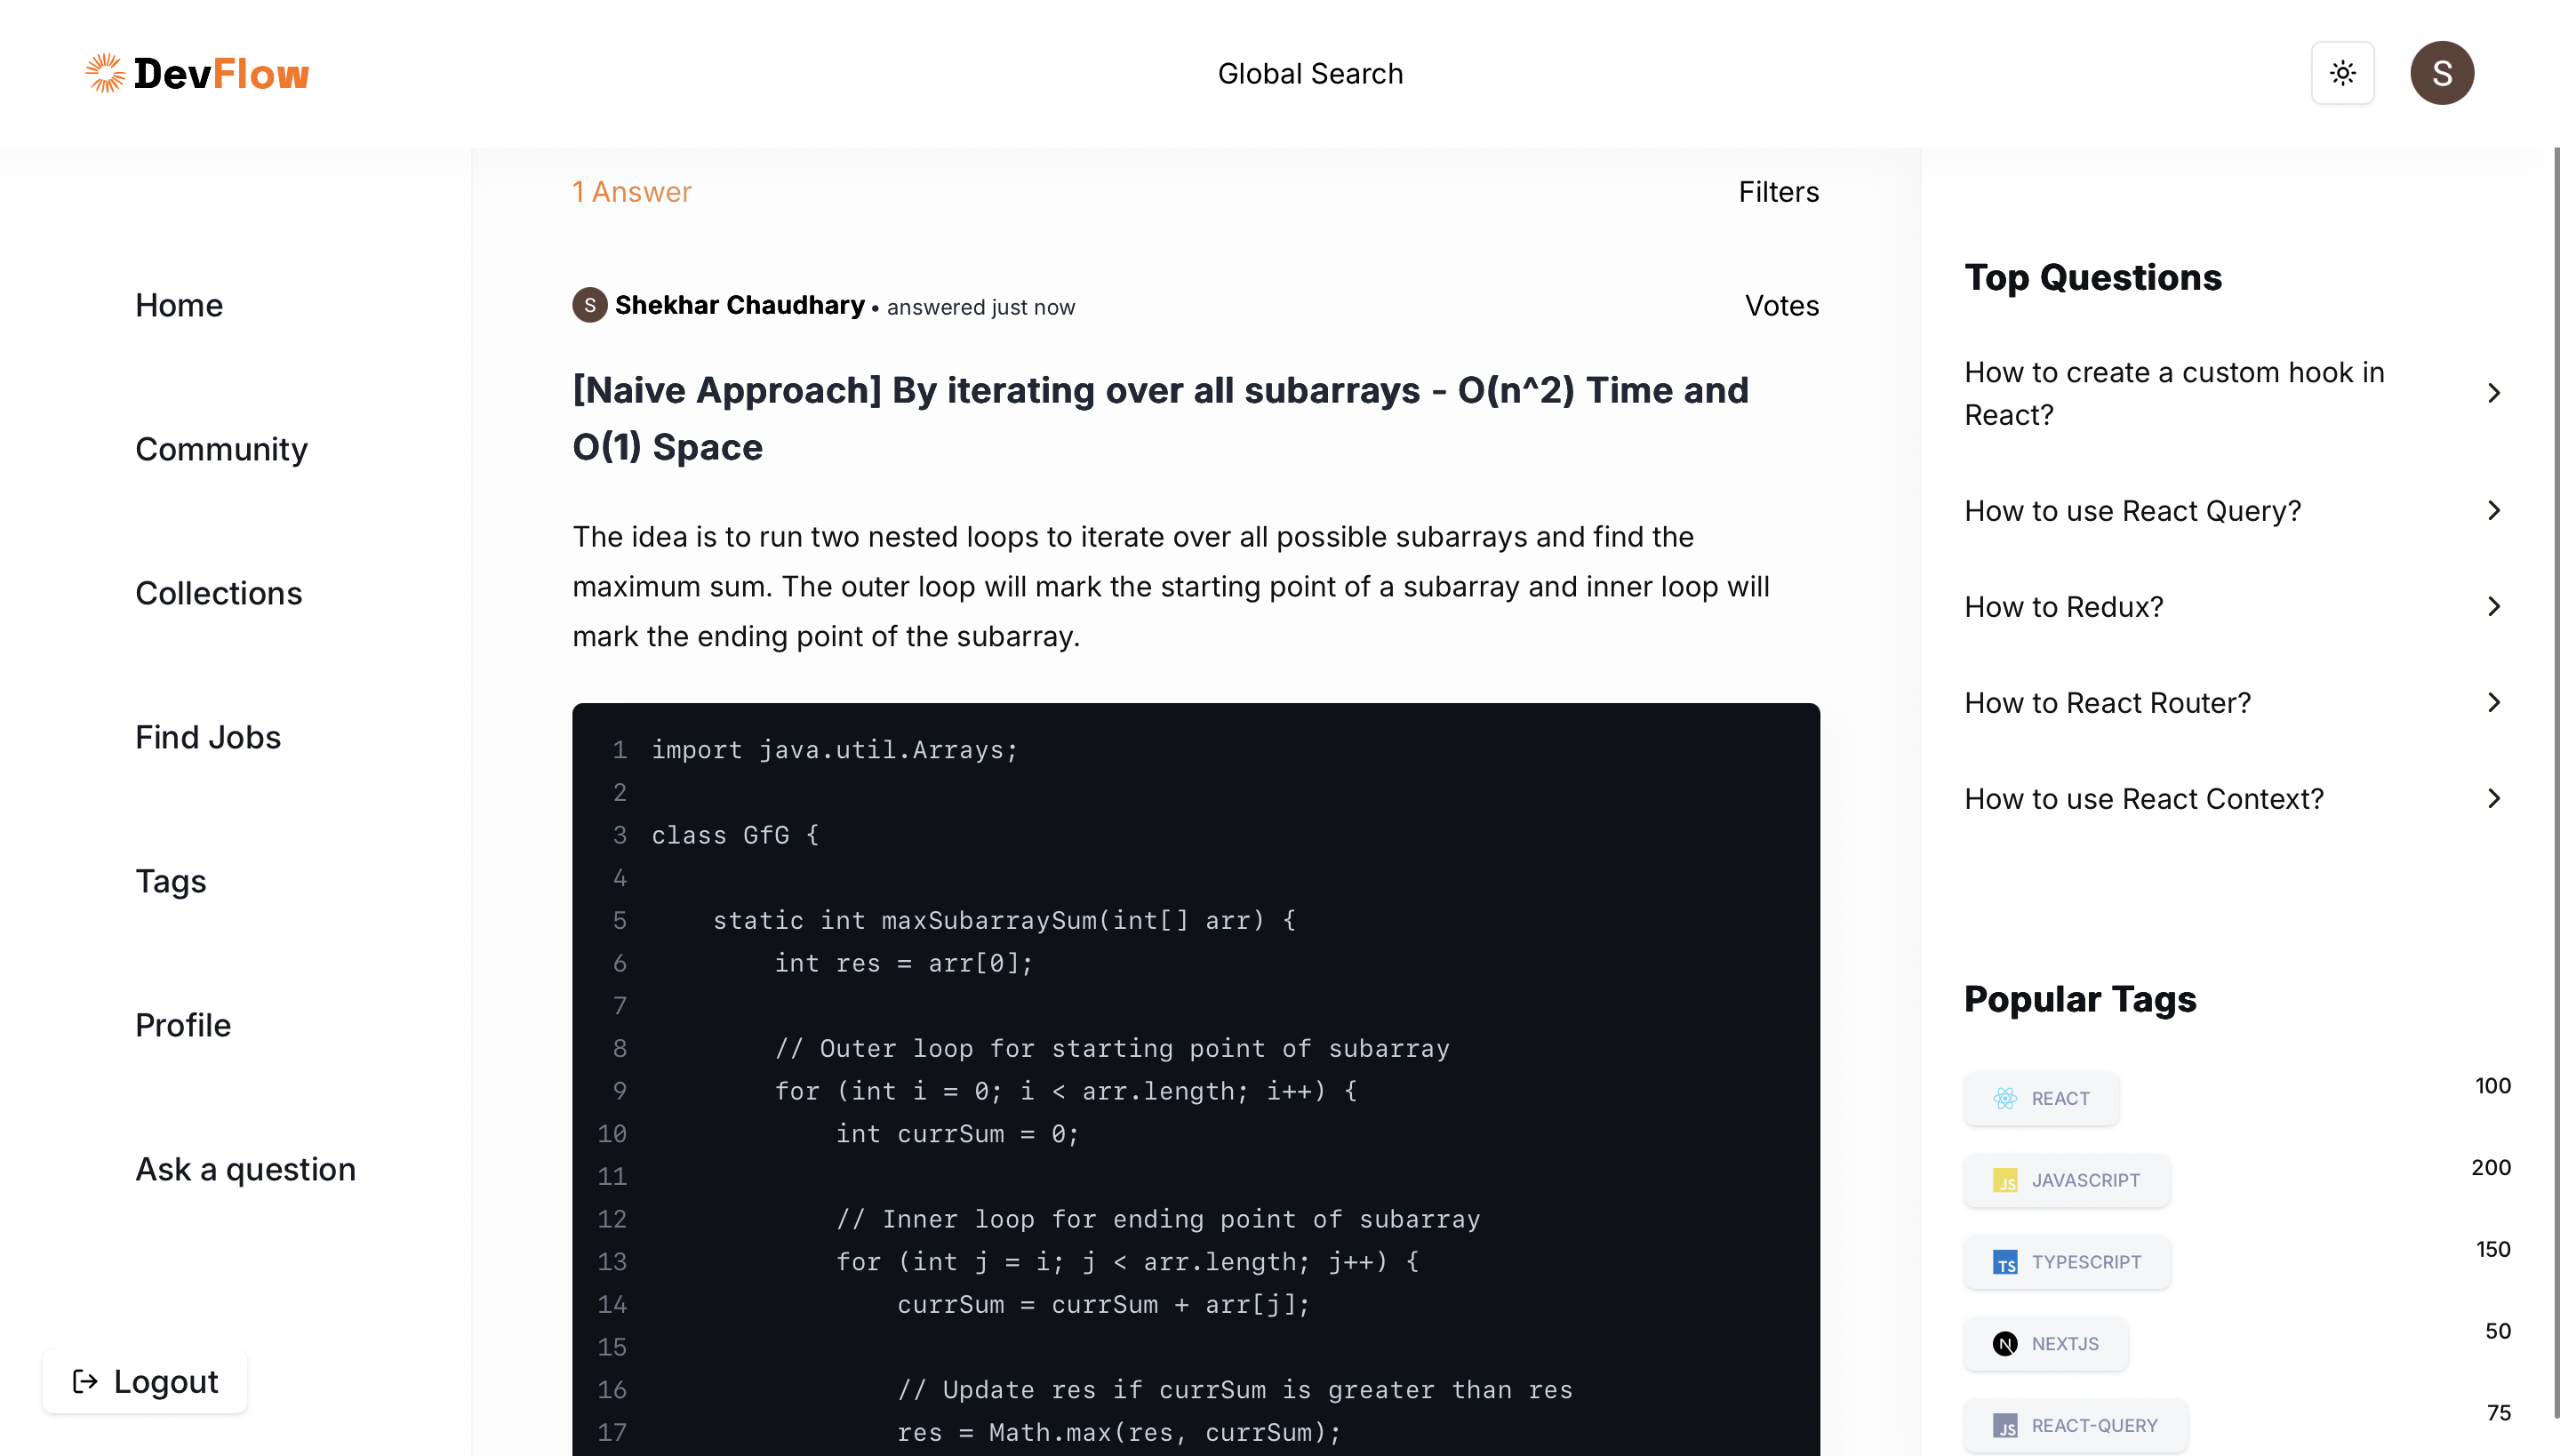 DevFlow
Global Search
S
Home
Community
Collections
Find Jobs
Tags
Profile
Ask a question
Logout
1 Answer
Filters
S Shekhar Chaudhary • answered just now
Votes
[Naive Approach] By iterating over all subarrays - O(n^2) Time and
O(1) Space
The idea is to run two nested loops to iterate over all possible subarrays and find the
maximum sum. The outer loop will mark the starting point of a subarray and inner loop will
mark the ending point of the subarray.
1 import java.util.Arrays;
2
3 class GfG {
4
5     static int maxSubarraySum(int[] arr) {
6         int res = arr[0];
7
8         // Outer loop for starting point of subarray
9         for (int i = 0; i < arr.length; i++) {
10             int currSum = 0;
11
12             // Inner loop for ending point of subarray
13             for (int j = i; j < arr.length; j++) {
14                 currSum = currSum + arr[j];
15
16                 // Update res if currSum is greater than res
17                 res = Math.max(res, currSum);
Top Questions
How to create a custom hook in
React?
How to use React Query?
How to Redux?
How to React Router?
How to use React Context?
Popular Tags
REACT 100
JS JAVASCRIPT 200
TS TYPESCRIPT 150
N NEXTJS 50
JS REACT-QUERY 75